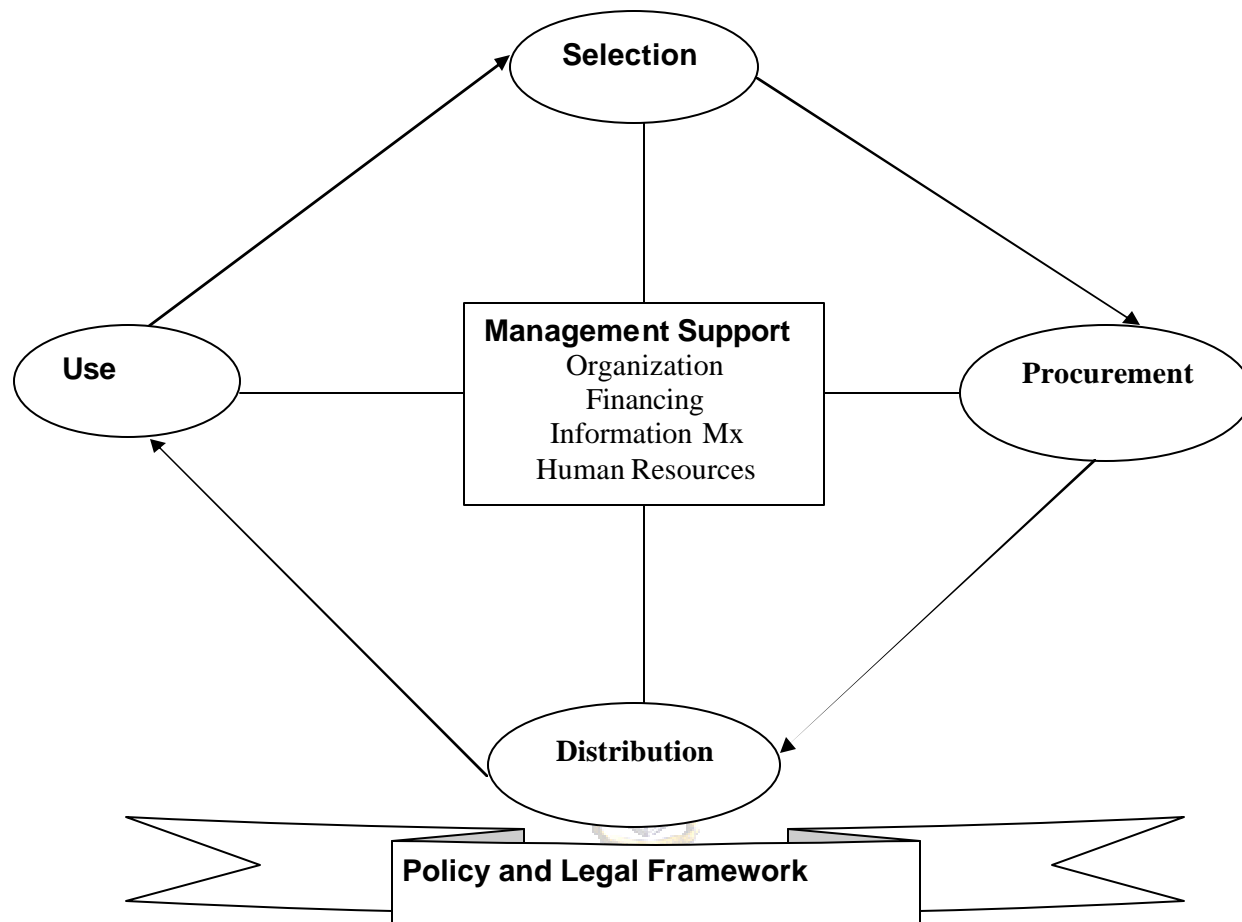 Selection
Management Support
Organization
Financing
Information Mx
Human Resources
Use
Procurement
Distribution
Policy and Legal Framework